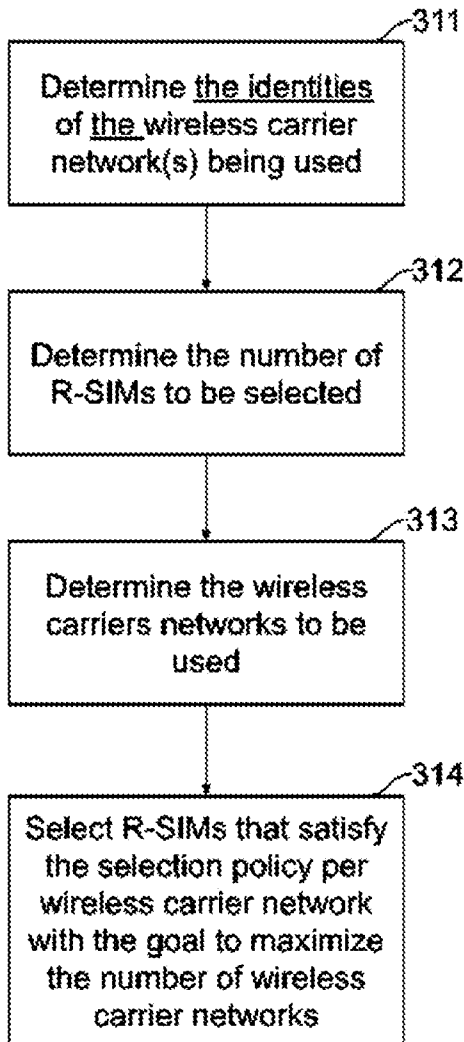 311
Determine the identities
of the wireless carrier
network(s) being used
312
Determine the number of
R-SIMs to be selected
313
Determine the wireless
carriers networks to be
used
314
Select R-SIMs that satisfy
the selection policy per
wireless carrier network
with the goal to maximize
the number of wireless
carrier networks